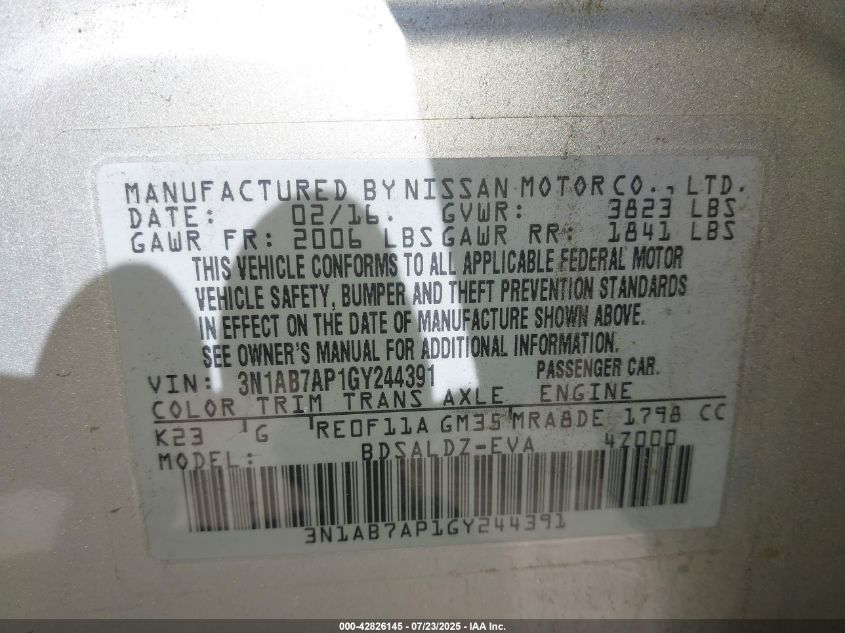 MANUFACTURED BY NISSAN MOTOR CO., LTD.
DATE: 02/16. GVWR: 3823 LBS
GAWR FR: 2006 LBS GAWR RR: 1841 LBS
THIS VEHICLE CONFORMS TO ALL APPLICABLE FEDERAL MOTOR
VEHICLE SAFETY, BUMPER AND THEFT PREVENTION STANDARDS
IN EFFECT ON THE DATE OF MANUFACTURE SHOWN ABOVE.
SEE OWNER'S MANUAL FOR ADDITIONAL INFORMATION.
VIN: 3N1AB7AP1GY244391 PASSENGER CAR.
COLOR TRIM TRANS AXLE ENGINE
K23 G RE0F11A GM35 MRA8DE 1798 CC
MODEL: BDSALDZ-EVA 4Z000
3N1AB7AP1GY244391
000-42826145 - 07/23/2025 - IAA Inc.